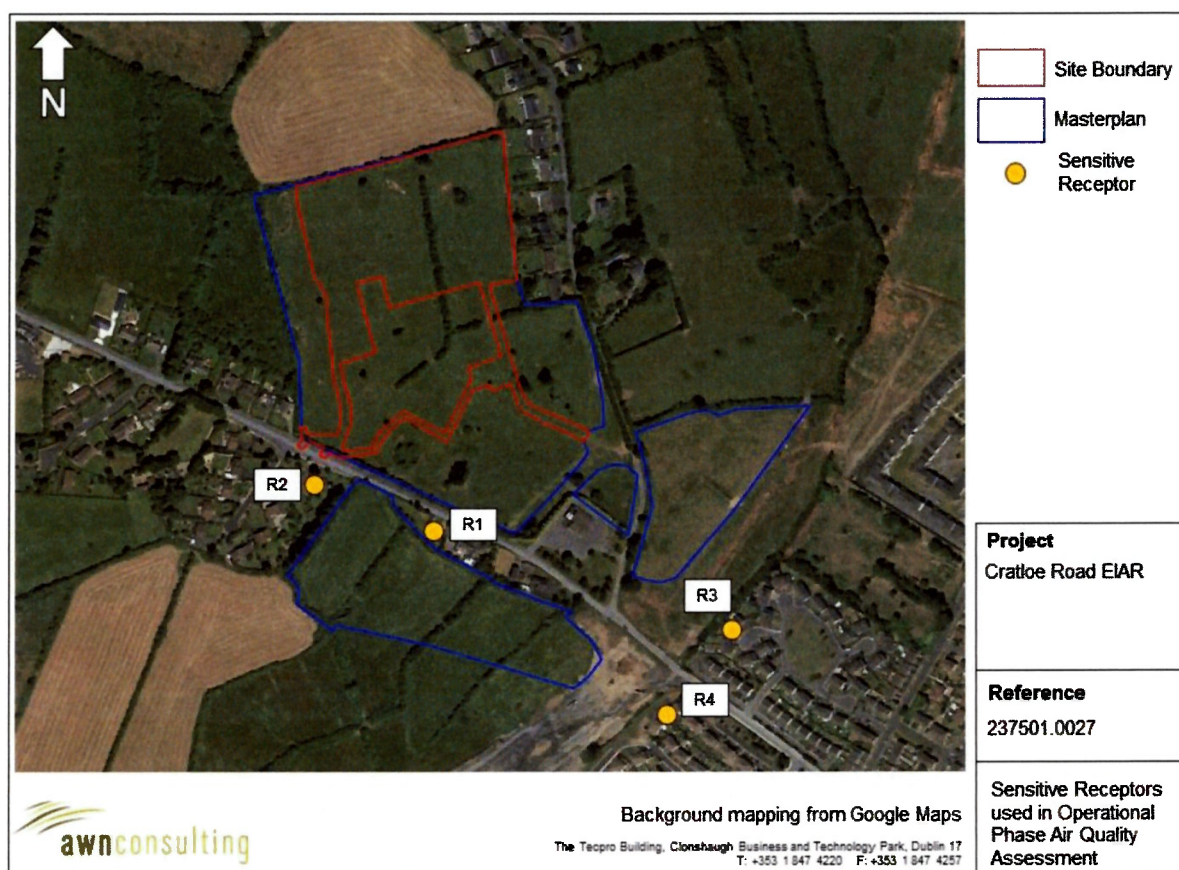 N
Site Boundary
Masterplan
Sensitive
Receptor
R2
R1
R3
R4
Project
Cratloe Road EIAR
Reference
237501.0027
Sensitive Receptors
used in Operational
Phase Air Quality
Assessment
awnconsulting
Background mapping from Google Maps
The Tecpro Building, Clonshaugh Business and Technology Park, Dublin 17
T: +353 1 847 4220 F: +353 1 847 4257